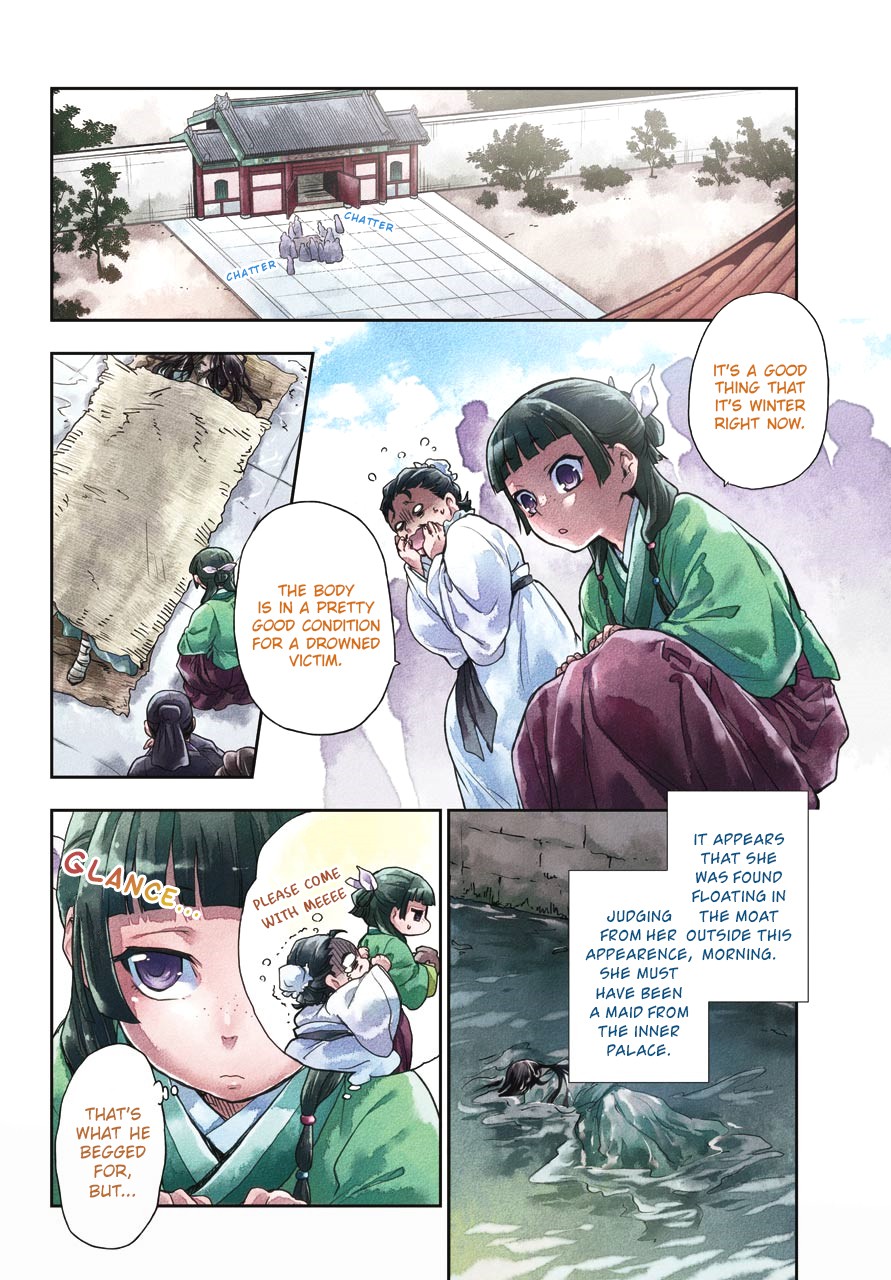 CHATTER
CHATTER
IT'S A GOOD
THING THAT
IT'S WINTER
RIGHT NOW.
THE BODY
IS IN A PRETTY
GOOD CONDITION
FOR A DROWNED
VICTIM.
GLANCE...
PLEASE COME
WITH MEEEE
THAT'S
WHAT HE
BEGGED
FOR,
BUT...
IT APPEARS
THAT SHE
WAS FOUND
FLOATING IN
THE MOAT
OUTSIDE THIS
MORNING.
JUDGING
FROM HER
APPEARENCE,
SHE MUST
HAVE BEEN
A MAID FROM
THE INNER
PALACE.